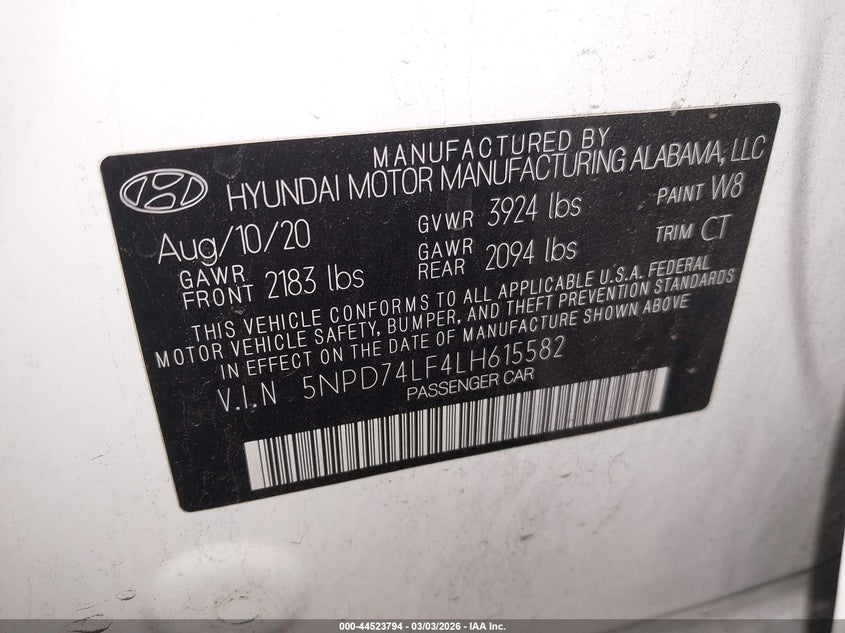 MANUFACTURED BY
HYUNDAI MOTOR MANUFACTURING ALABAMA, LLC
Aug/10/20 GVWR 3924 lbs PAINT W8
GAWR FRONT 2183 lbs GAWR REAR 2094 lbs TRIM CT
THIS VEHICLE CONFORMS TO ALL APPLICABLE U.S.A. FEDERAL
MOTOR VEHICLE SAFETY, BUMPER, AND THEFT PREVENTION STANDARDS
IN EFFECT ON THE DATE OF MANUFACTURE SHOWN ABOVE
V.I.N 5NPD74LF4LH615582
PASSENGER CAR
000-44523794 - 03/03/2026 - IAA Inc.